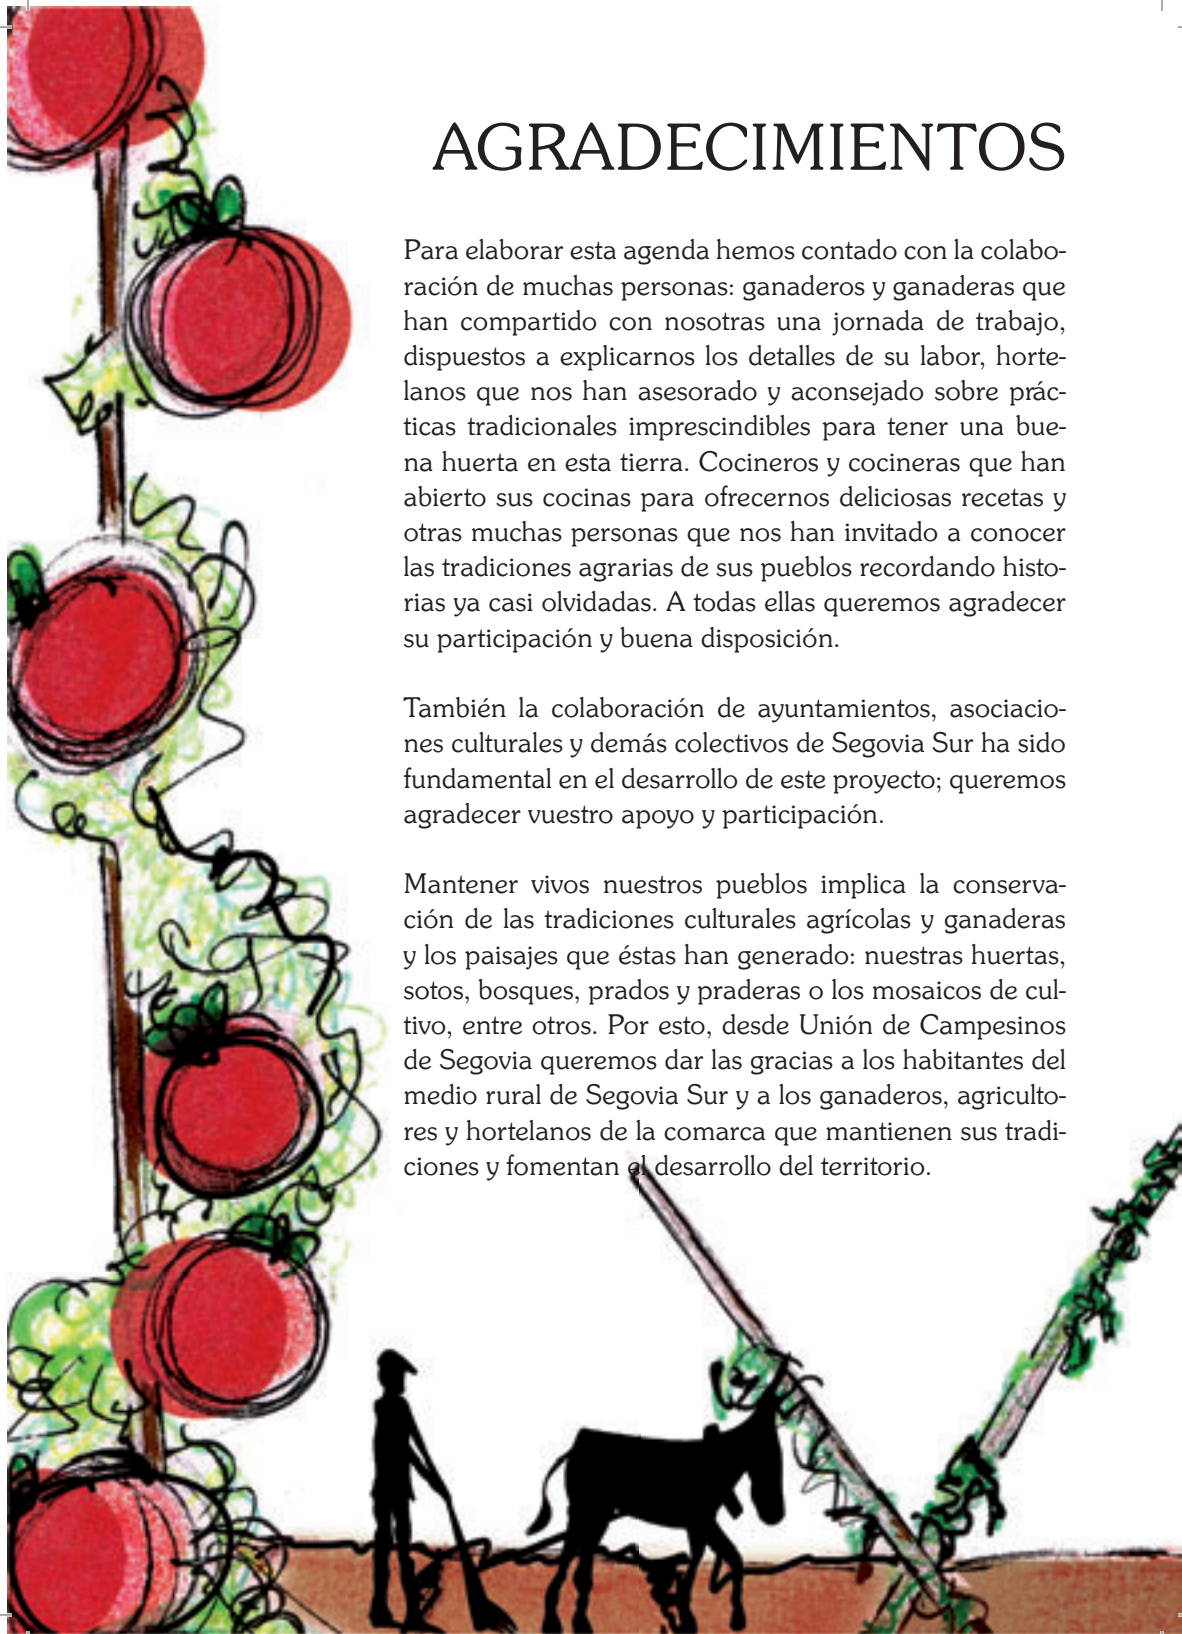 AGRADECIMIENTOS
Para elaborar esta agenda hemos contado con la colabo-
ración de muchas personas: ganaderos y ganaderas que
han compartido con nosotras una jornada de trabajo,
dispuestos a explicarnos los detalles de su labor, horte-
lanos que nos han asesorado y aconsejado sobre prác-
ticas tradicionales imprescindibles para tener una bue-
na huerta en esta tierra. Cocineros y cocineras que han
abierto sus cocinas para ofrecernos deliciosas recetas y
otras muchas personas que nos han invitado a conocer
las tradiciones agrarias de sus pueblos recordando histo-
rias ya casi olvidadas. A todas ellas queremos agradecer
su participación y buena disposición.
También la colaboración de ayuntamientos, asociacio-
nes culturales y demás colectivos de Segovia Sur ha sido
fundamental en el desarrollo de este proyecto; queremos
agradecer vuestro apoyo y participación.
Mantener vivos nuestros pueblos implica la conserva-
ción de las tradiciones culturales agrícolas y ganaderas
y los paisajes que éstas han generado: nuestras huertas,
sotos, bosques, prados y praderas o los mosaicos de cul-
tivo, entre otros. Por esto, desde Unión de Campesinos
de Segovia queremos dar las gracias a los habitantes del
medio rural de Segovia Sur y a los ganaderos, agriculto-
res y hortelanos de la comarca que mantienen sus tradi-
ciones y fomentan el desarrollo del territorio.